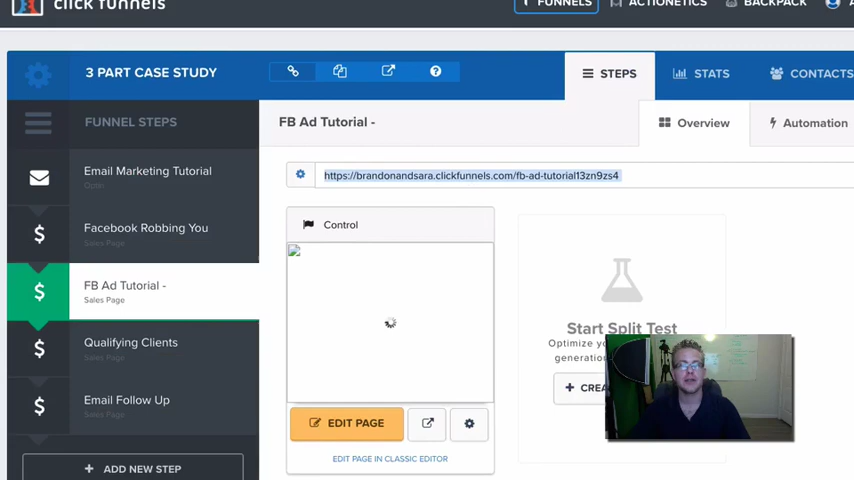 click funnels
FUNNELS
ACTIONETICS
BACKPACK
3 PART CASE STUDY
STEPS
STATS
CONTACTS
FUNNEL STEPS
FB Ad Tutorial -
Overview
Automation
Email Marketing Tutorial
Optin
https://brandonandsara.clickfunnels.com/fb-ad-tutorial13zn9zs4
Facebook Robbing You
Sales Page
Control
FB Ad Tutorial -
Sales Page
Start Split Test
Optimize yo
generation
Qualifying Clients
Sales Page
+ CREA
Email Follow Up
Sales Page
EDIT PAGE
EDIT PAGE IN CLASSIC EDITOR
+ ADD NEW STEP